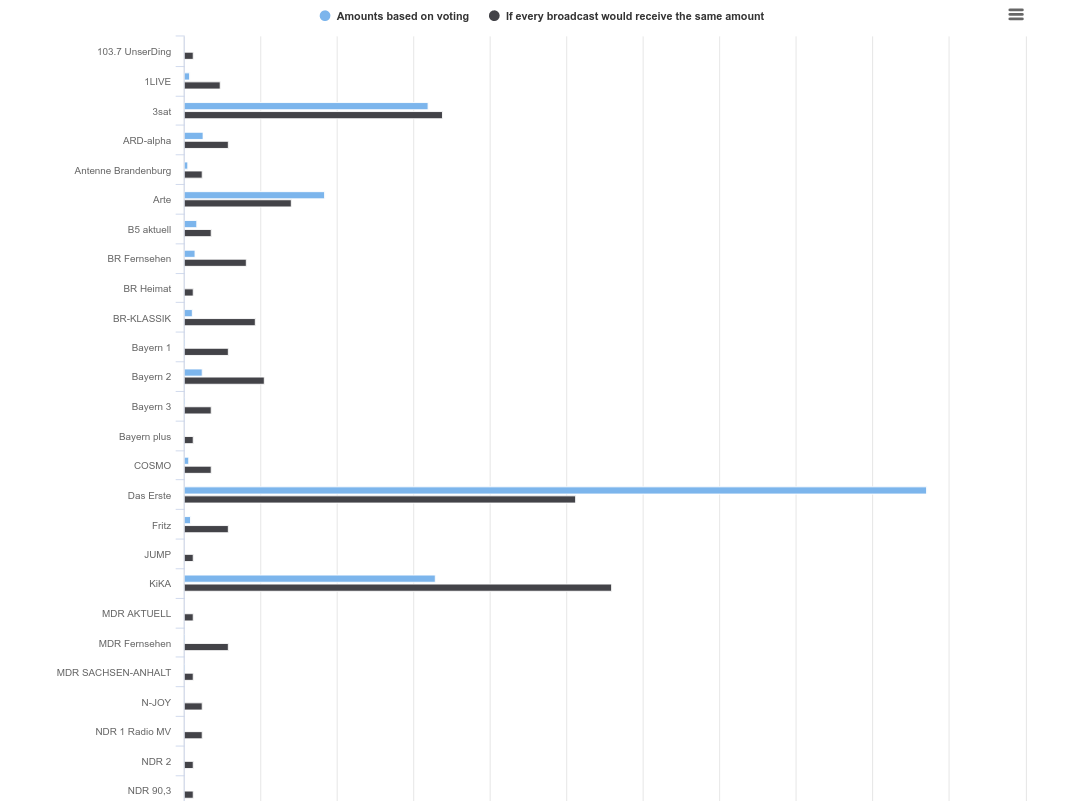 Amounts based on voting
If every broadcast would receive the same amount
103.7 UnserDing
1LIVE
3sat
ARD-alpha
Antenne Brandenburg
Arte
B5 aktuell
BR Fernsehen
BR Heimat
BR-KLASSIK
Bayern 1
Bayern 2
Bayern 3
Bayern plus
COSMO
Das Erste
Fritz
JUMP
KiKA
MDR AKTUELL
MDR Fernsehen
MDR SACHSEN-ANHALT
N-JOY
NDR 1 Radio MV
NDR 2
NDR 90,3